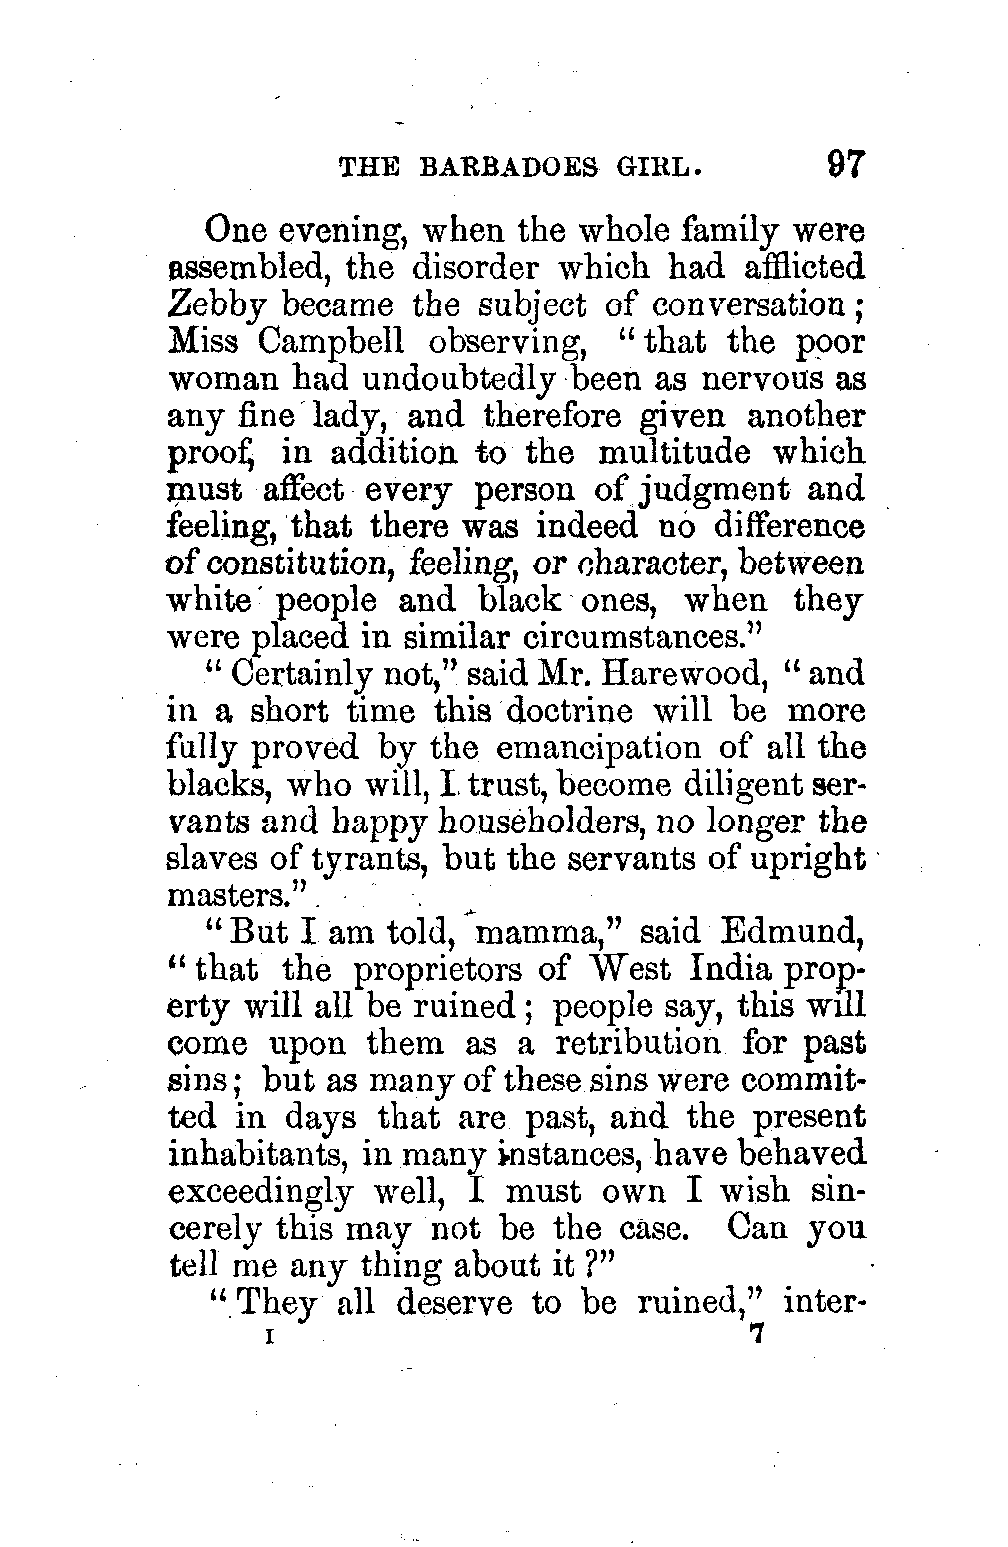 THE BARBADOES GIRL. 97
One evening, when the whole family were
assembled, the disorder which had afflicted
Zebby became the subject of conversation;
Miss Campbell observing, “that the poor
woman had undoubtedly been as nervous as
any fine lady, and therefore given another
proof, in addition to the multitude which
must affect every person of judgment and
feeling, that there was indeed no difference
of constitution, feeling, or character, between
white people and black ones, when they
were placed in similar circumstances.”
“Certainly not,” said Mr. Harewood, “and
in a short time this doctrine will be more
fully proved by the emancipation of all the
blacks, who will, I trust, become diligent ser-
vants and happy householders, no longer the
slaves of tyrants, but the servants of upright
masters.”
“But I am told, mamma,” said Edmund,
“that the proprietors of West India prop-
erty will all be ruined; people say, this will
come upon them as a retribution for past
sins; but as many of these sins were commit-
ted in days that are past, and the present
inhabitants, in many instances, have behaved
exceedingly well, I must own I wish sin-
cerely this may not be the case. Can you
tell me any thing about it?”
“They all deserve to be ruined,” inter-
I 7